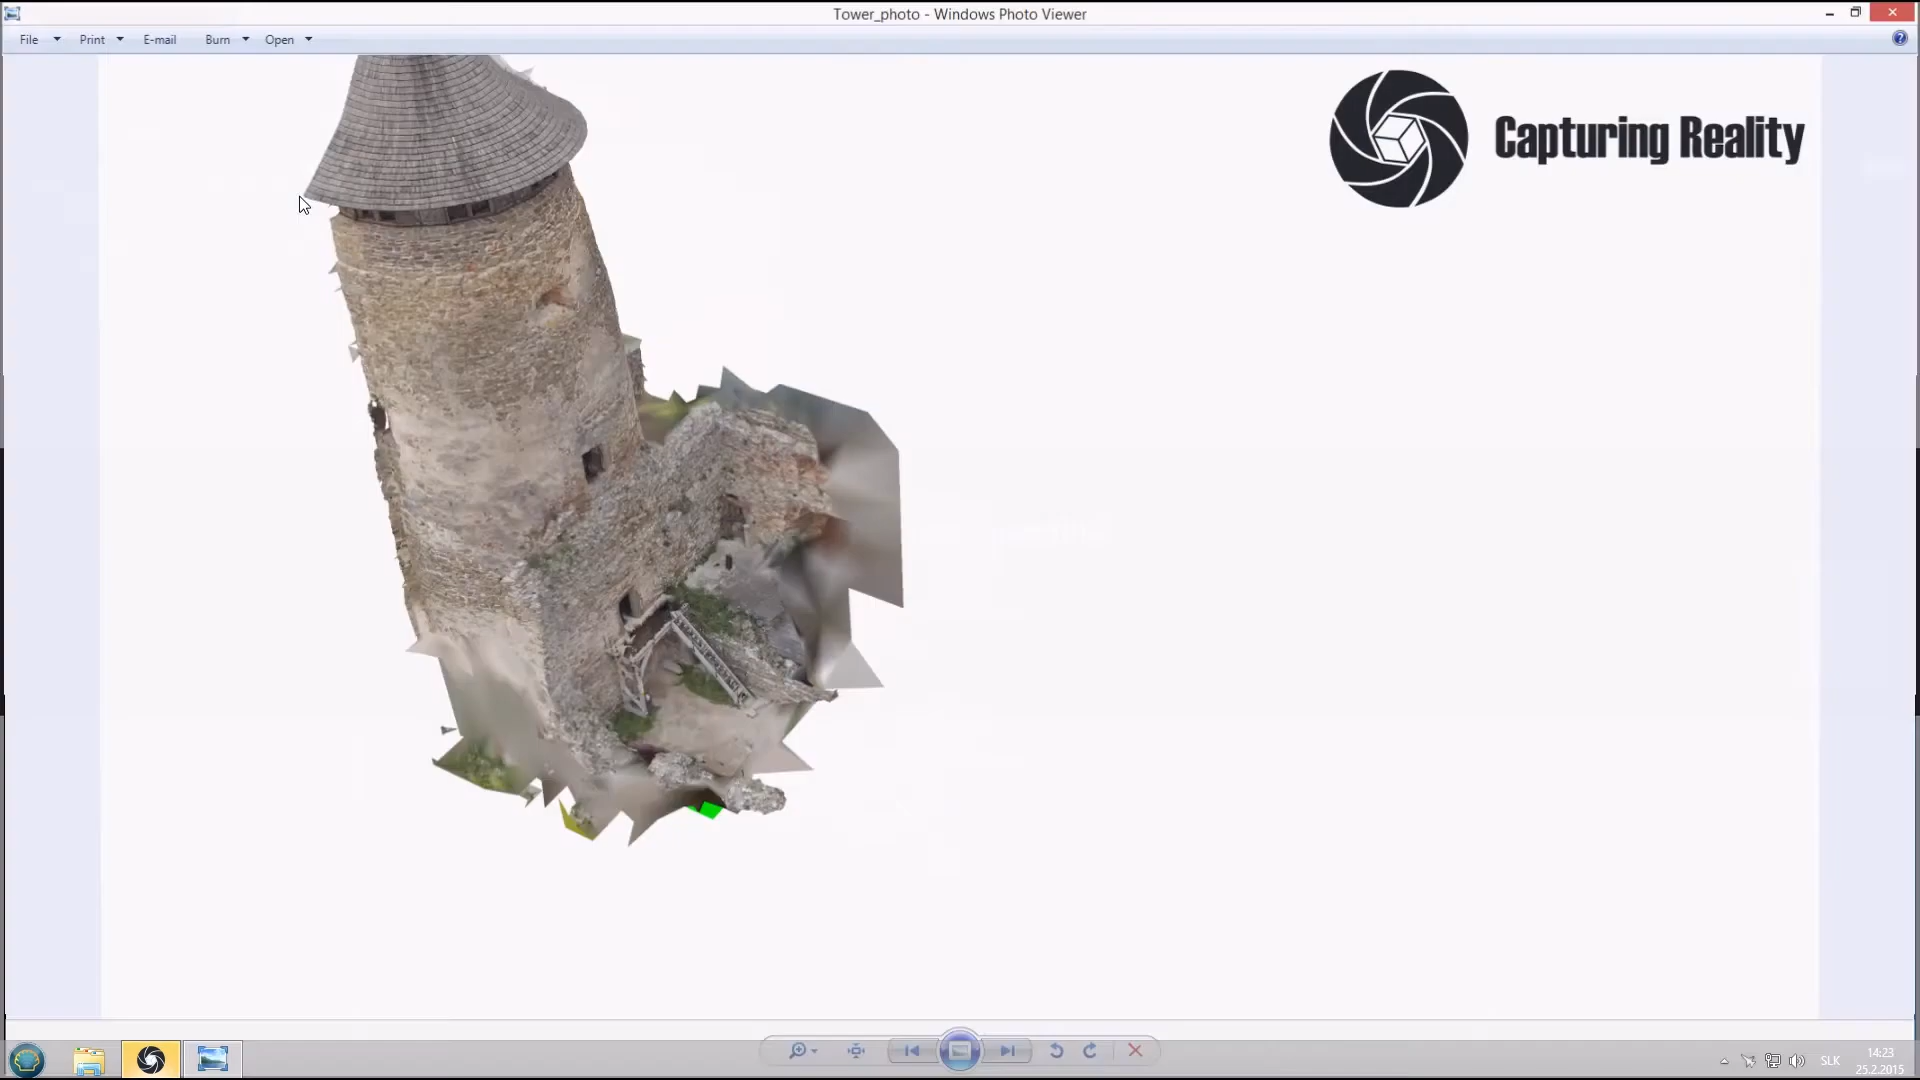 Tower_photo - Windows Photo Viewer
File Print E-mail Burn Open
Capturing Reality
SLK
14:23
25.2.2015